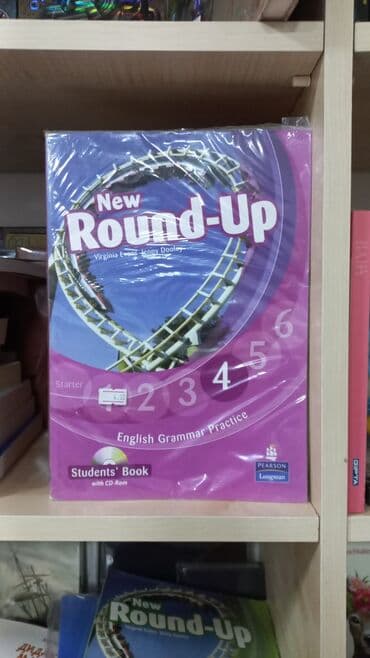 New
Round-Up
Virginia Evans Jenny Dooley
Starter 1 2 3 4 5 6
English Grammar Practice
Students' Book
with CD-Rom
PEARSON
Longman
New
Round-Up